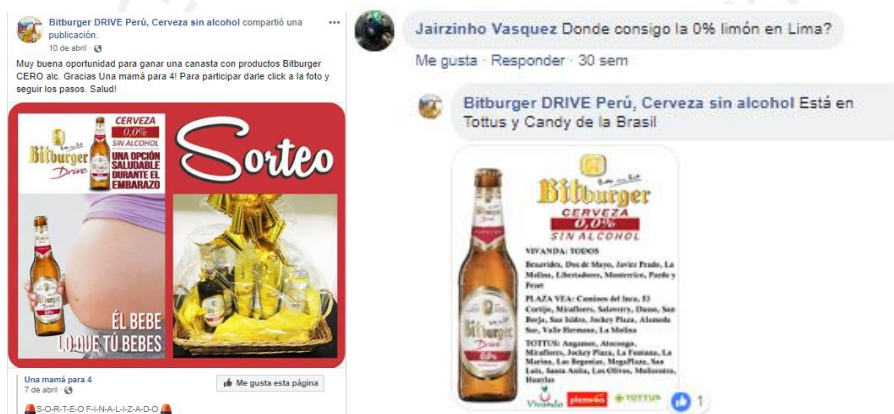 Bitburger DRIVE Perú, Cerveza sin alcohol compartió una
publicación.
10 de abril
Muy buena oportunidad para ganar una canasta con productos Bitburger
CERO alc. Gracias Una mamá para 4! Para participar darle click a la foto y
seguir los pasos. Salud!
CERVEZA
0,0%
SIN ALCOHOL
Bitburger
Drive
UNA OPCIÓN
SALUDABLE
DURANTE EL
EMBARAZO
Sorteo
ÉL BEBE
LO QUE TÚ BEBES
Una mamá para 4
7 de abril
Me gusta esta página
S-O-R-T-E-O F-I-N-A-L-I-Z-A-D-O
Jairzinho Vasquez Donde consigo la 0% limón en Lima?
Me gusta · Responder · 30 sem
Bitburger DRIVE Perú, Cerveza sin alcohol Está en
Tottus y Candy de la Brasil
Bitburger
CERVEZA
0,0%
SIN ALCOHOL
VIVANDA: TODOS
Benavides, Dos de Mayo, Javier Prado, La
Molina, Libertadores, Monterrico, Pardo y
Pezet
PLAZA VEA: Caminos del Inca, El
Cortijo, Miraflores, Salaverry, Dasso, San
Borja, San Isidro, Jockey Plaza, Alameda
Sur, Valle Hermoso, La Molina
TOTTUS: Angamos, Atocongo,
Miraflores, Jockey Plaza, La Fontana, La
Marina, Las Begonias, MegaPlaza, San
Luis, Santa Anita, Los Olivos,
Huaylas
Vivanda plazavea TOTTUS
1